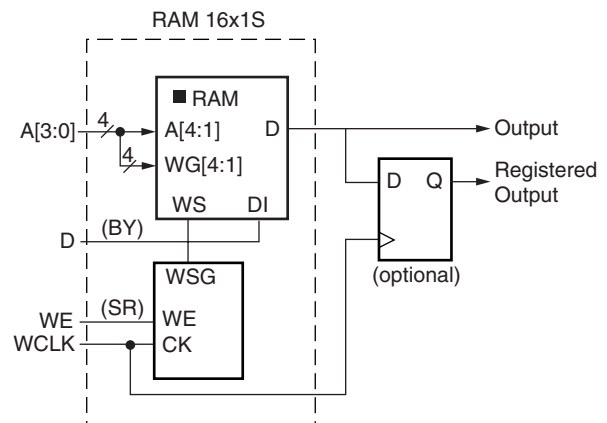 RAM 16x1S
RAM
A[3:0]
4
A[4:1]
D
Output
4
WG[4:1]
D
Q
Registered
Output
WS
DI
D
(BY)
WSG
(optional)
WE
(SR)
WE
WCLK
CK